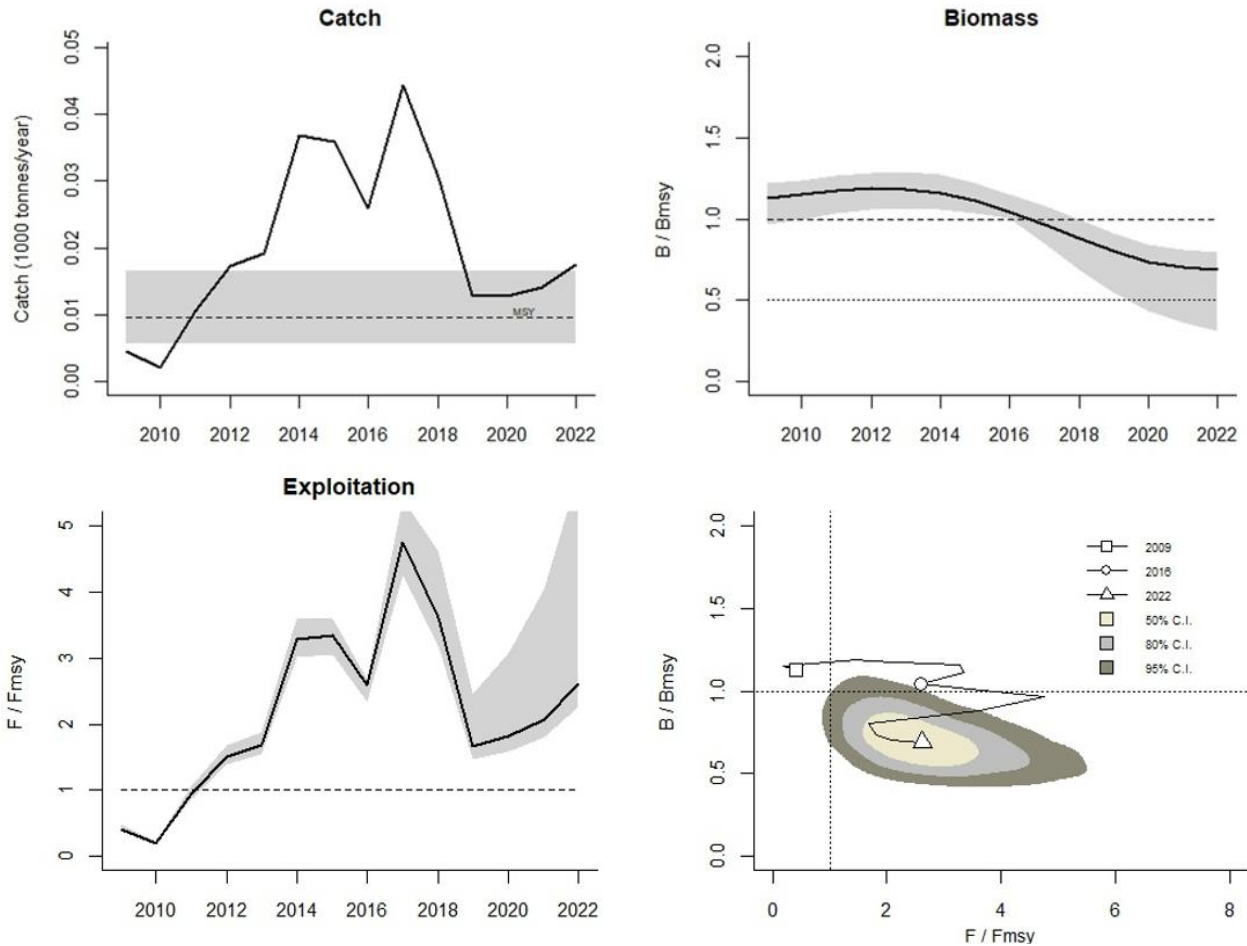 Catch
Catch (1000 tonnes/year)
0.05
0.04
0.03
0.02
0.01
0.00
MSY
2010 2012 2014 2016 2018 2020 2022
Biomass
B / Bmsy
2.0
1.5
1.0
0.5
0.0
2010 2012 2014 2016 2018 2020 2022
Exploitation
F / Fmsy
5
4
3
2
1
0
2010 2012 2014 2016 2018 2020 2022
B / Bmsy
2.0
1.5
1.0
0.5
0.0
2009
2016
2022
50% C.I.
80% C.I.
95% C.I.
0 2 4 6 8
F / Fmsy